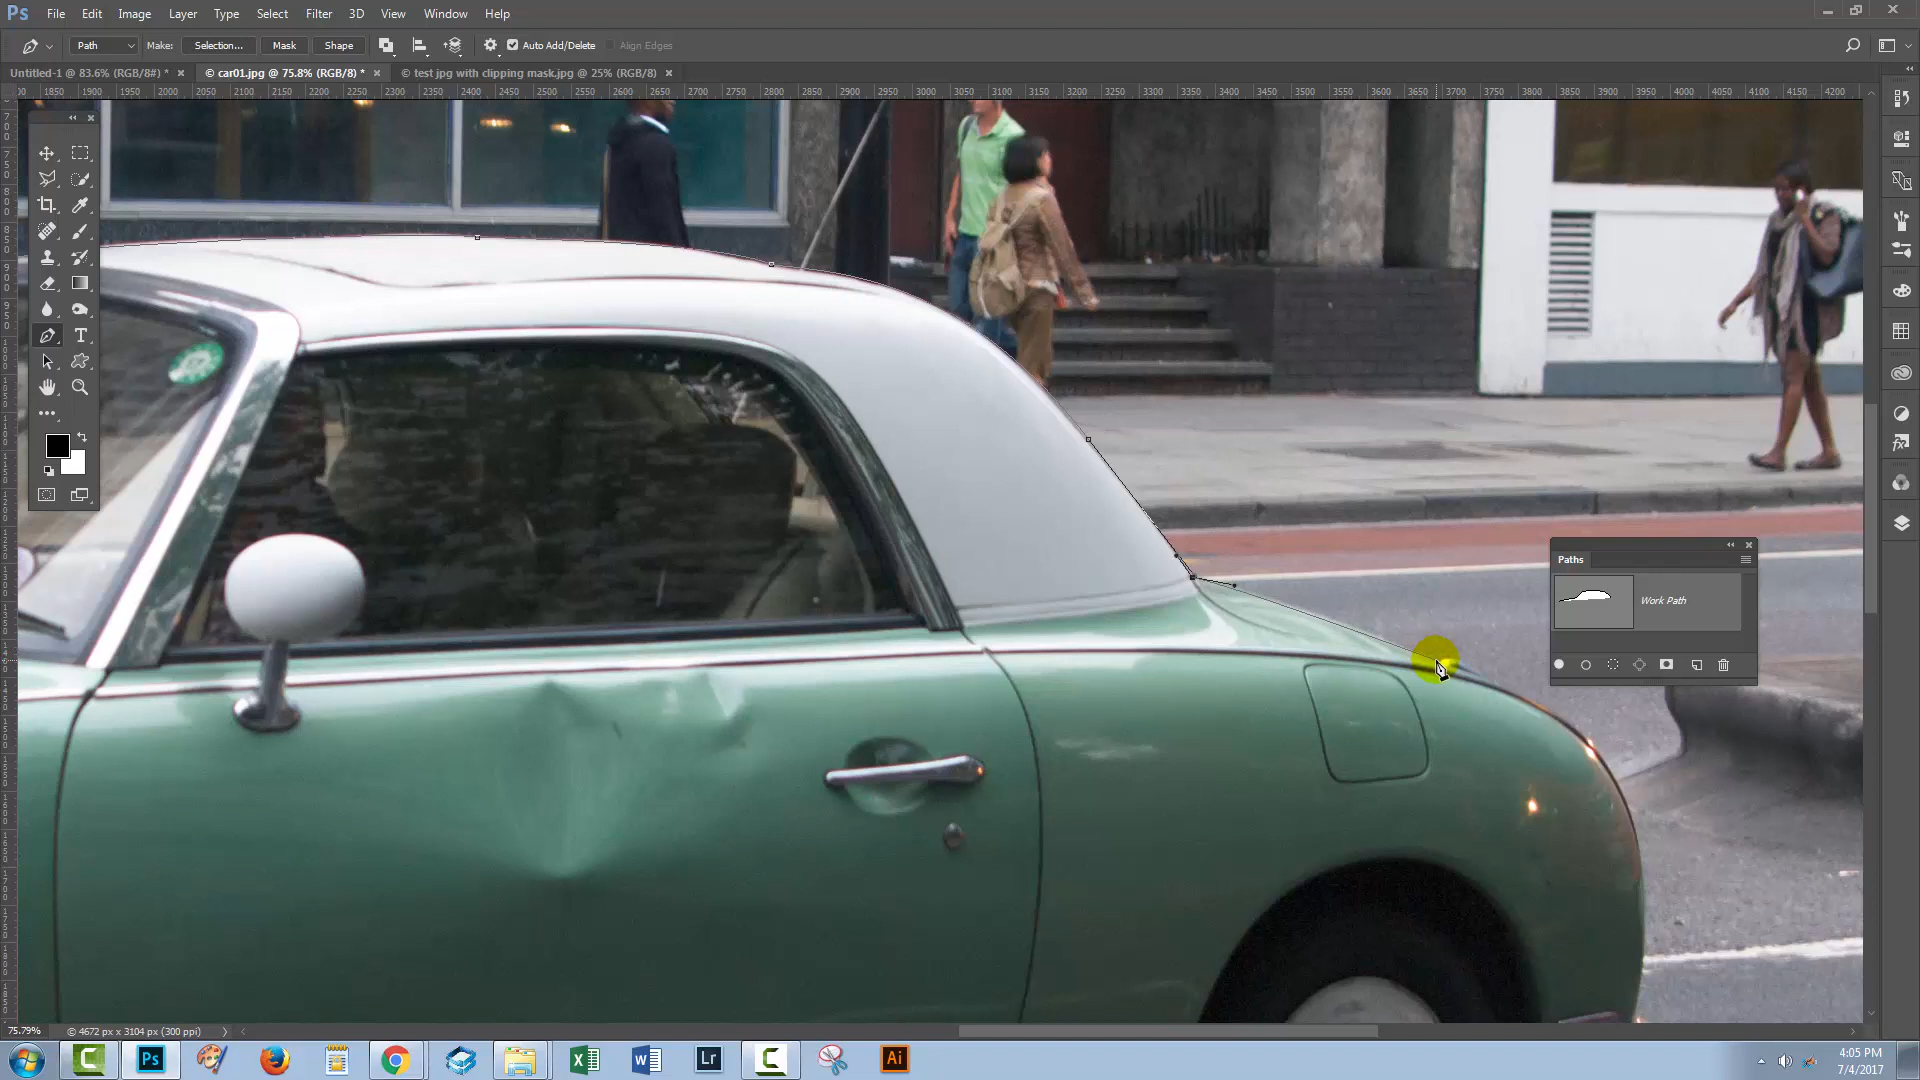 Ps File Edit Image Layer Type Select Filter 3D View Window Help
Path Make: Selection... Mask Shape Auto Add/Delete Align Edges
Untitled-1 @ 83.6% (RGB/8#) * × © car01.jpg @ 75.8% (RGB/8) * × © test jpg with clipping mask.jpg @ 25% (RGB/8) ×
1850 1900 1950 2000 2050 2100 2150 2200 2250 2300 2350 2400 2450 2500 2550 2600 2650 2700 2750 2800 2850 2900 2950 3000 3050 3100 3150 3200 3250 3300 3350 3400 3450 3500 3550 3600 3650 3700 3750 3800 3850 3900 3950 4000 4050 4100 4150 4200
Paths
Work Path
75.79% © 4672 px x 3104 px (300 ppi)
Ps Lr Ai
4:05 PM
7/4/2017